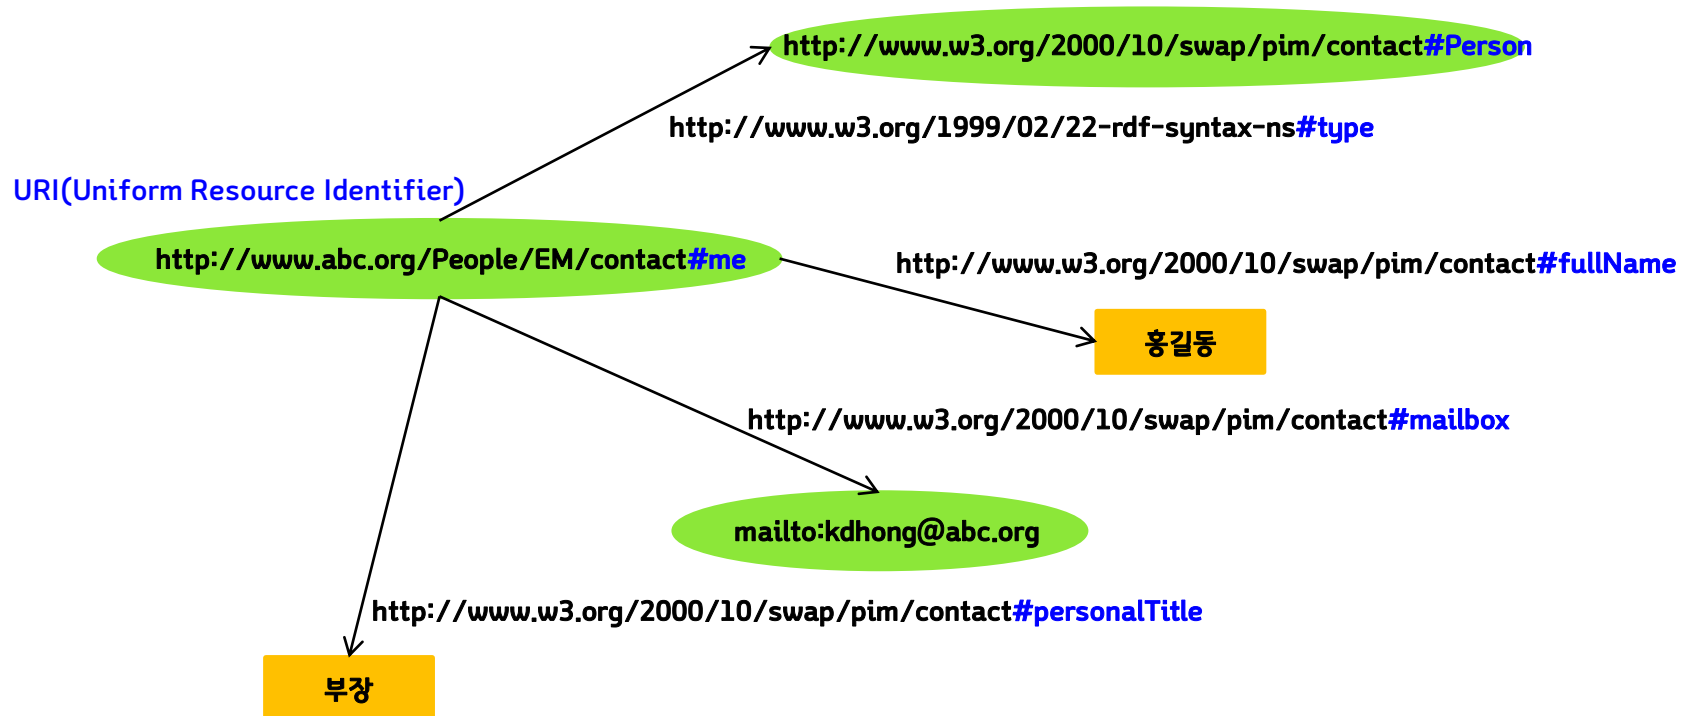 http://www.w3.org/2000/10/swap/pim/contact#Person
http://www.w3.org/1999/02/22-rdf-syntax-ns#type
URI(Uniform Resource Identifier)
http://www.abc.org/People/EM/contact#me
http://www.w3.org/2000/10/swap/pim/contact#fullName
홍길동
http://www.w3.org/2000/10/swap/pim/contact#mailbox
mailto:kdhong@abc.org
http://www.w3.org/2000/10/swap/pim/contact#personalTitle
부장